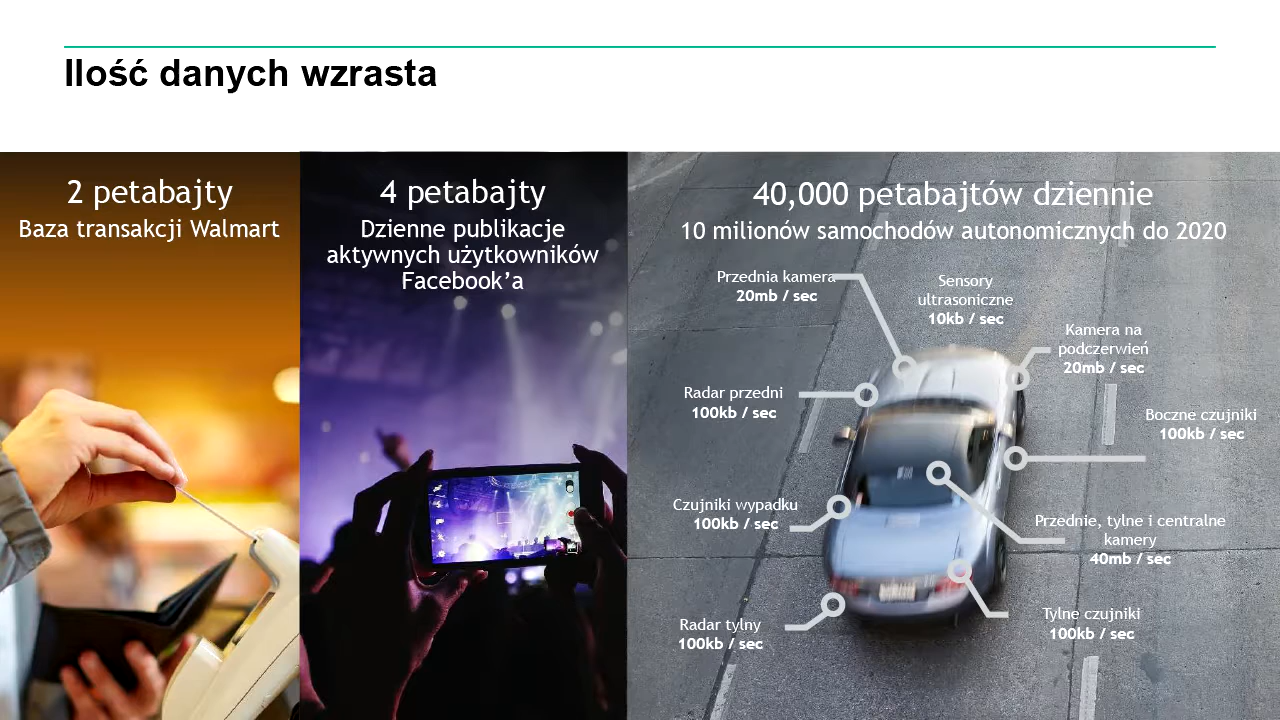 Ilość danych wzrasta
2 petabajty
Baza transakcji Walmart
4 petabajty
Dzienne publikacje
aktywnych użytkowników
Facebook’a
40,000 petabajtów dziennie
10 milionów samochodów autonomicznych do 2020
Przednia kamera
20mb / sec
Sensory
ultrasoniczne
10kb / sec
Kamera na
podczerwień
20mb / sec
Radar przedni
100kb / sec
Boczne czujniki
100kb / sec
Czujniki wypadku
100kb / sec
Przednie, tylne i centralne
kamery
40mb / sec
Radar tylny
100kb / sec
Tylne czujniki
100kb / sec